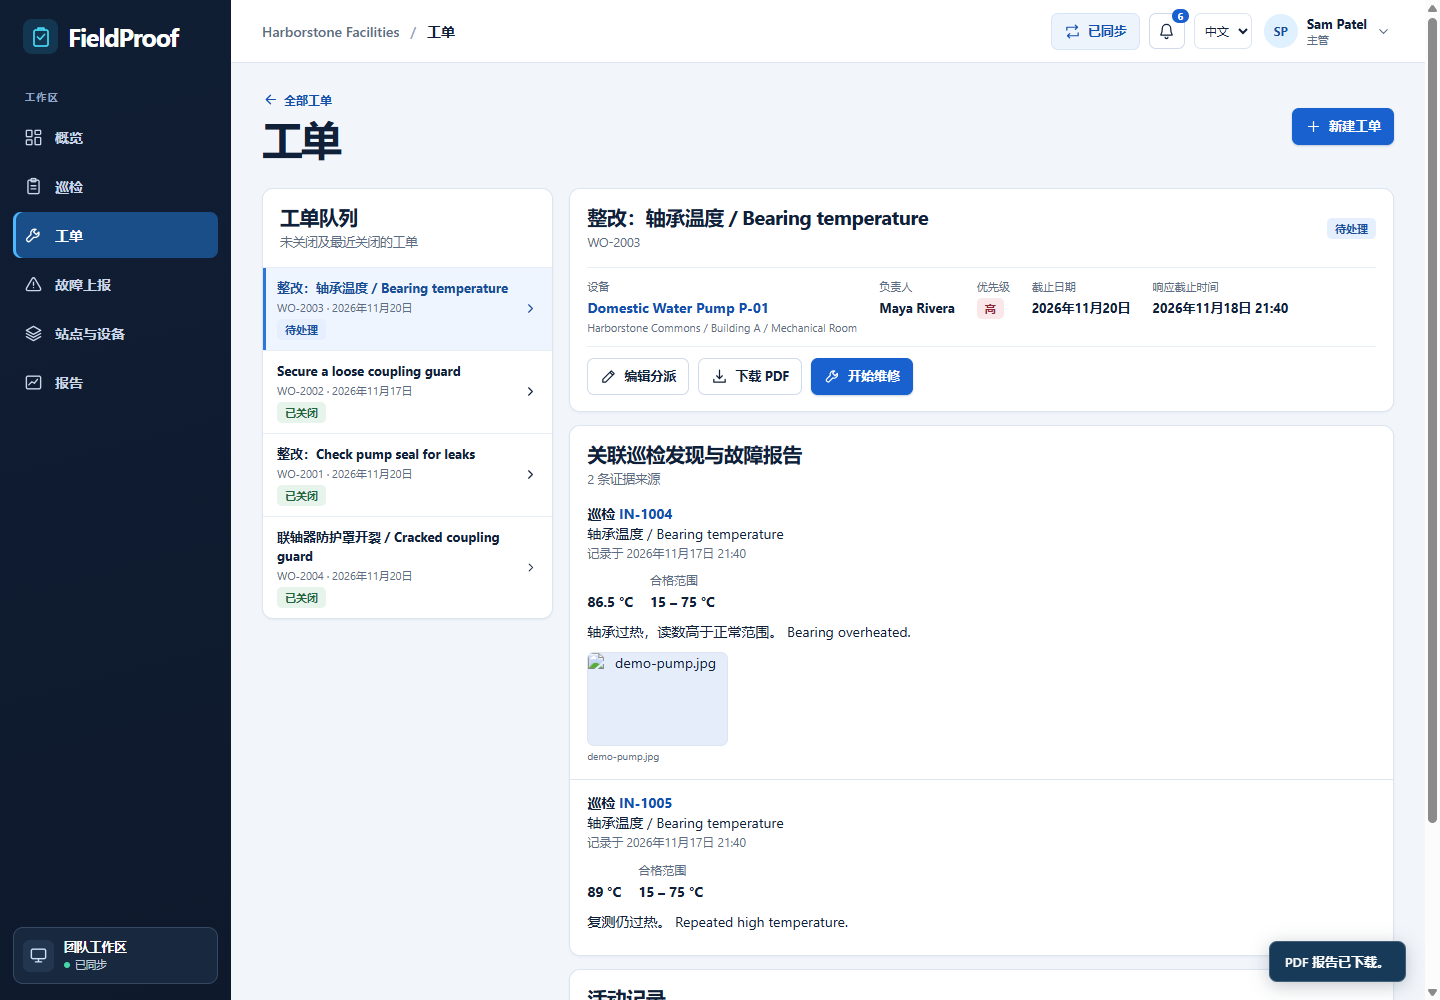 FieldProof
工作区
概览
巡检
工单
故障上报
站点与设备
报告
团队工作区
已同步
Harborstone Facilities / 工单
已同步
6
中文
SP
Sam Patel
主管
全部工单
工单
新建工单
工单队列
未关闭及最近关闭的工单
整改：轴承温度 / Bearing temperature
WO-2003 · 2026年11月20日
待处理
Secure a loose coupling guard
WO-2002 · 2026年11月17日
已关闭
整改：Check pump seal for leaks
WO-2001 · 2026年11月20日
已关闭
联轴器防护罩开裂 / Cracked coupling
guard
WO-2004 · 2026年11月20日
已关闭
整改：轴承温度 / Bearing temperature
WO-2003
待处理
设备
Domestic Water Pump P-01
Harborstone Commons / Building A / Mechanical Room
负责人
Maya Rivera
优先级
高
截止日期
2026年11月20日
响应截止时间
2026年11月18日 21:40
编辑分派
下载 PDF
开始维修
关联巡检发现与故障报告
2 条证据来源
巡检 IN-1004
轴承温度 / Bearing temperature
记录于 2026年11月17日 21:40
合格范围
86.5 °C 15 – 75 °C
轴承过热，读数高于正常范围。 Bearing overheated.
demo-pump.jpg
demo-pump.jpg
巡检 IN-1005
轴承温度 / Bearing temperature
记录于 2026年11月17日 21:40
合格范围
89 °C 15 – 75 °C
复测仍过热。 Repeated high temperature.
活动记录
PDF 报告已下载。